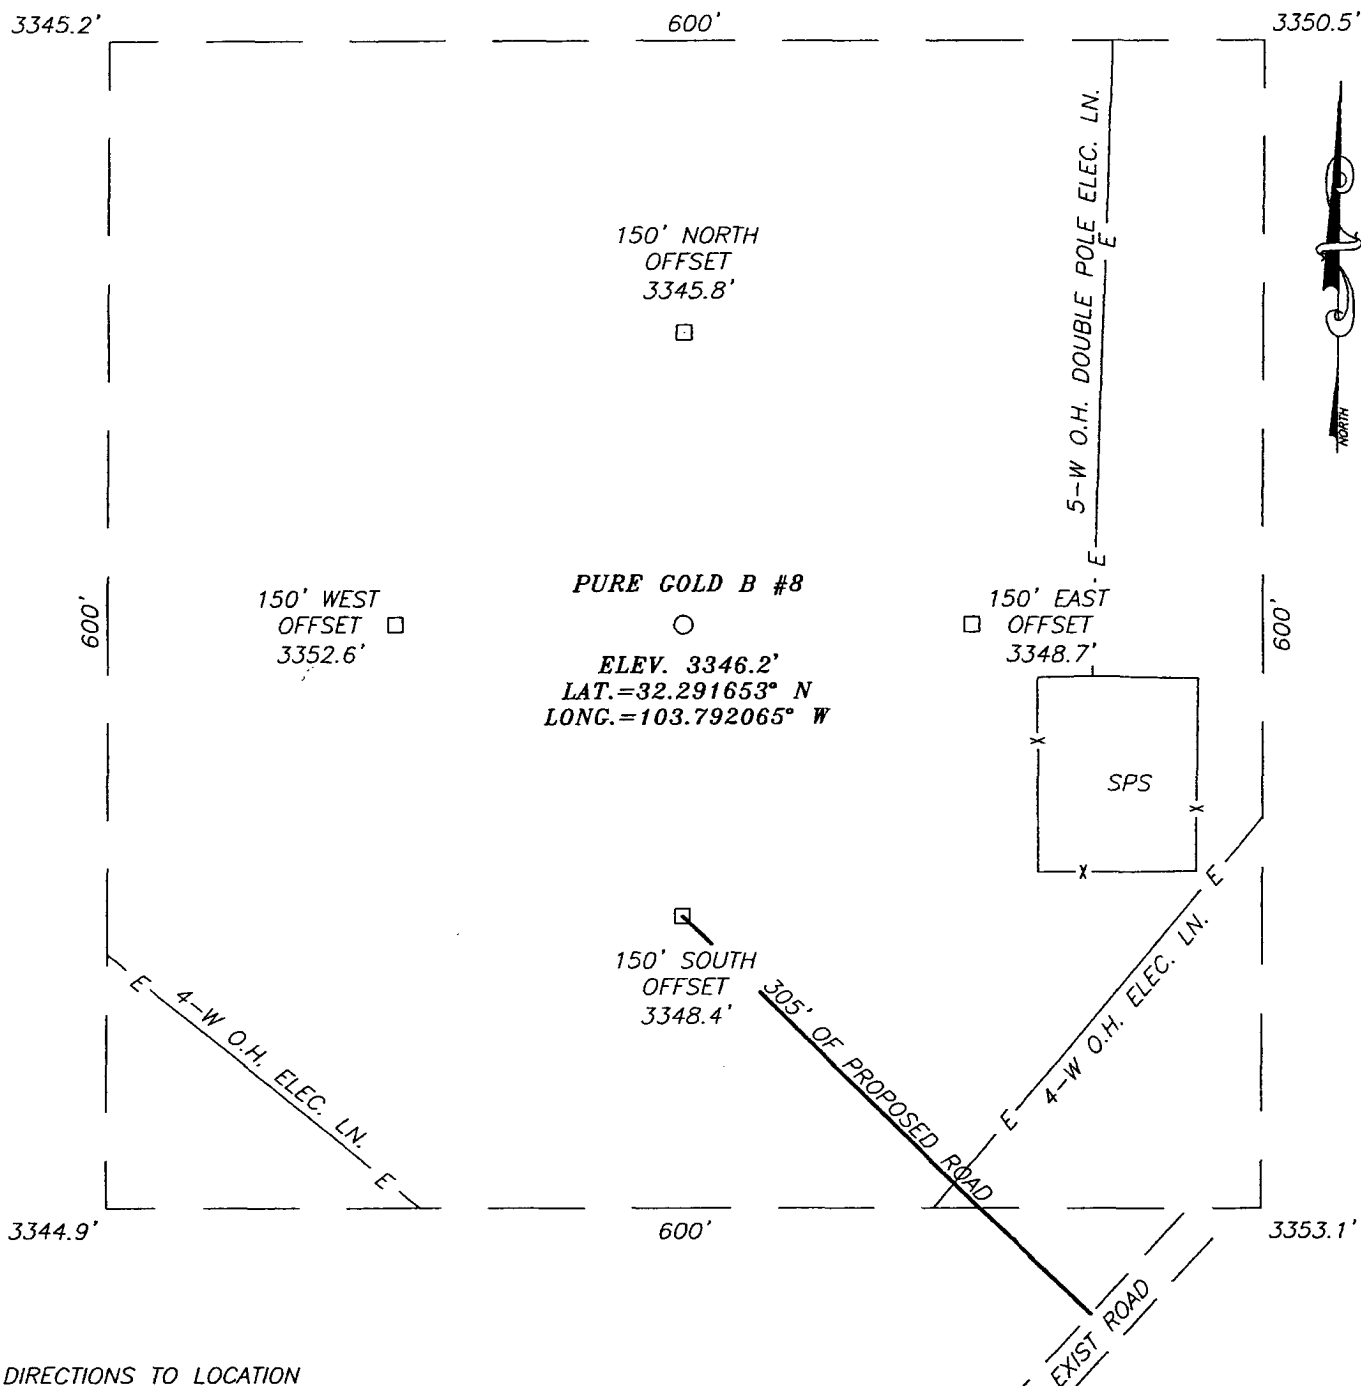 3345.2'
600'
3350.5'
5-W O.H. DOUBLE POLE ELEC. LN.
E
E
NORTH
150' NORTH
OFFSET
3345.8'
600'
150' WEST
OFFSET
3352.6'
PURE GOLD B #8
ELEV. 3346.2'
LAT.=32.291653° N
LONG.=103.792065° W
150' EAST
OFFSET
3348.7'
600'
X
SPS
X
X
150' SOUTH
OFFSET
3348.4'
E
4-W O.H. ELEC. LN.
E
305' OF PROPOSED ROAD
E
4-W O.H. ELEC. LN.
E
3344.9'
600'
3353.1'
EXIST ROAD
DIRECTIONS TO LOCATION